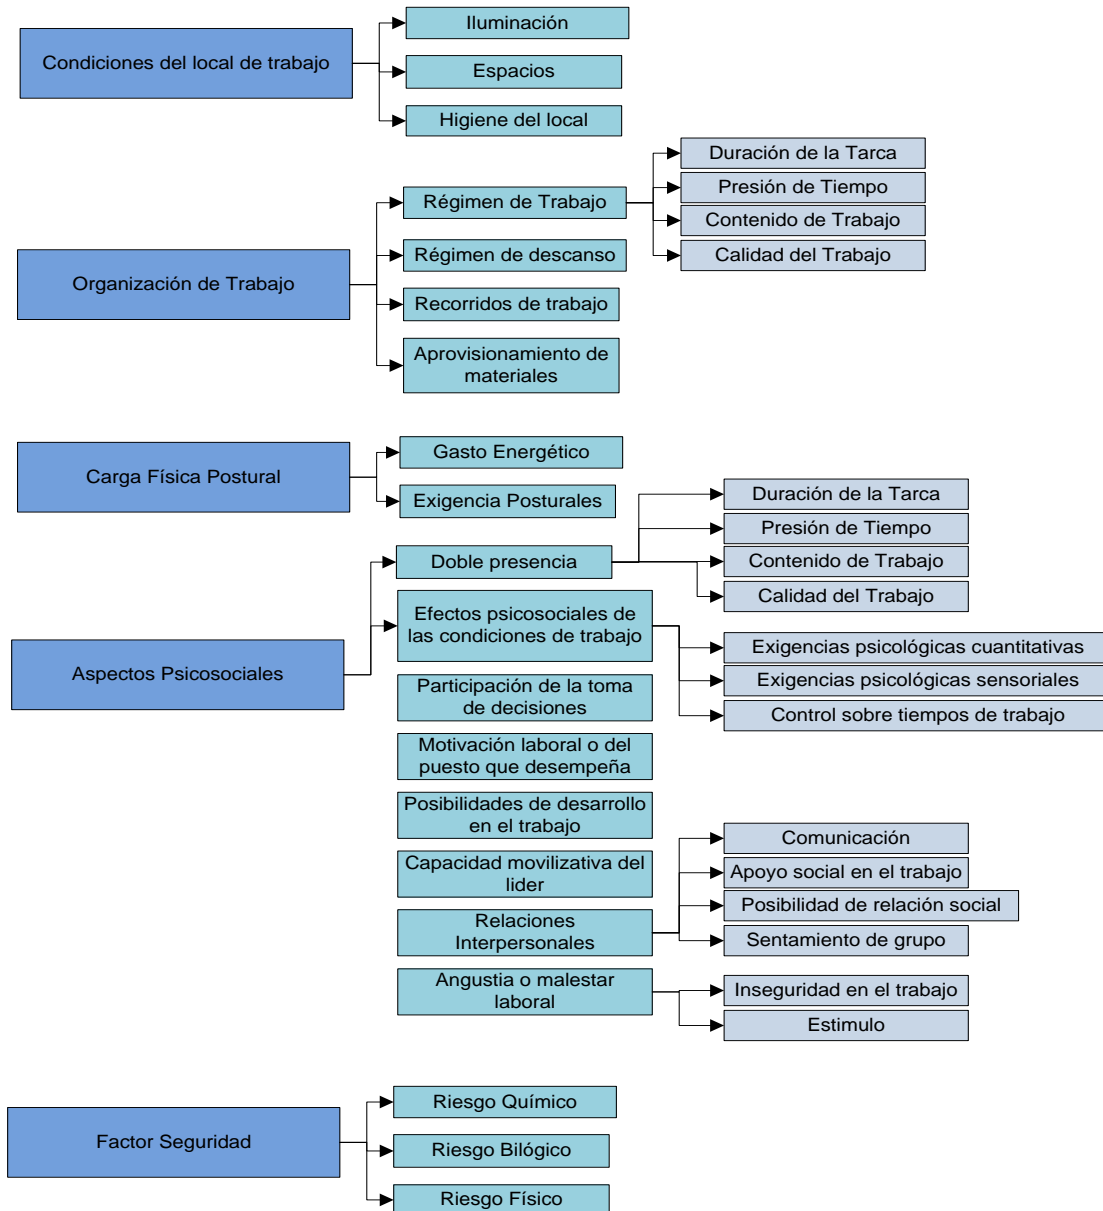 Condiciones del local de trabajo
Iluminación
Espacios
Higiene del local
Organización de Trabajo
Régimen de Trabajo
Duración de la Tarca
Presión de Tiempo
Contenido de Trabajo
Calidad del Trabajo
Régimen de descanso
Recorridos de trabajo
Aprovisionamiento de
materiales
Carga Física Postural
Gasto Energético
Exigencia Posturales
Aspectos Psicosociales
Doble presencia
Duración de la Tarca
Presión de Tiempo
Contenido de Trabajo
Calidad del Trabajo
Efectos psicosociales de
las condiciones de trabajo
Exigencias psicológicas cuantitativas
Exigencias psicológicas sensoriales
Control sobre tiempos de trabajo
Participación de la toma
de decisiones
Motivación laboral o del
puesto que desempeña
Posibilidades de desarrollo
en el trabajo
Capacidad movilizativa del
lider
Relaciones
Interpersonales
Comunicación
Apoyo social en el trabajo
Posibilidad de relación social
Sentamiento de grupo
Angustia o malestar
laboral
Inseguridad en el trabajo
Estimulo
Factor Seguridad
Riesgo Químico
Riesgo Bilógico
Riesgo Físico